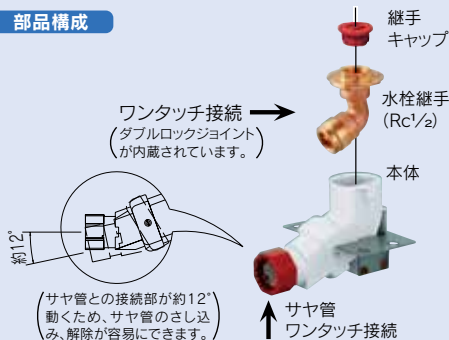 部品構成
継手
キャップ
水栓継手
(Rc1/2)
ワンタッチ接続
(ダブルロックジョイント
が内蔵されています。)
本体
約12°
(サヤ管との接続部が約12°
動くため、サヤ管のさし込
み、解除が容易にできます。)
サヤ管
ワンタッチ接続